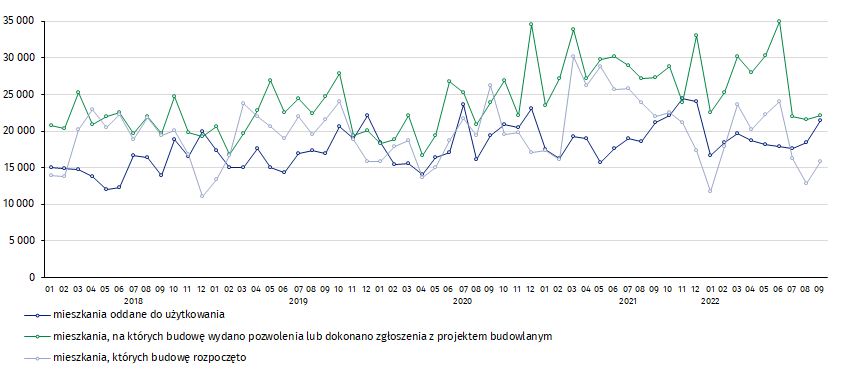 35 000
30 000
25 000
20 000
15 000
10 000
5 000
0
01 02 03 04 05 06 07 08 09 10 11 12 01 02 03 04 05 06 07 08 09 10 11 12 01 02 03 04 05 06 07 08 09 10 11 12 01 02 03 04 05 06 07 08 09 10 11 12 01 02 03 04 05 06 07 08 09
2018 2019 2020 2021 2022
mieszkania oddane do użytkowania
mieszkania, na których budowę wydano pozwolenia lub dokonano zgłoszenia z projektem budowlanym
mieszkania, których budowę rozpoczęto